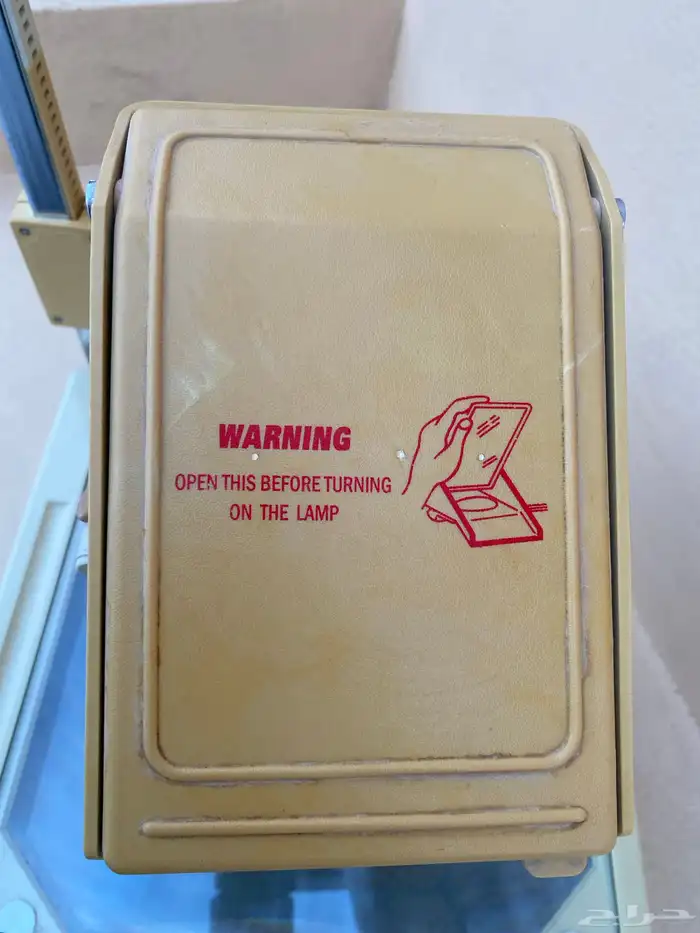 WARNING
OPEN THIS BEFORE TURNING
ON THE LAMP
حراج